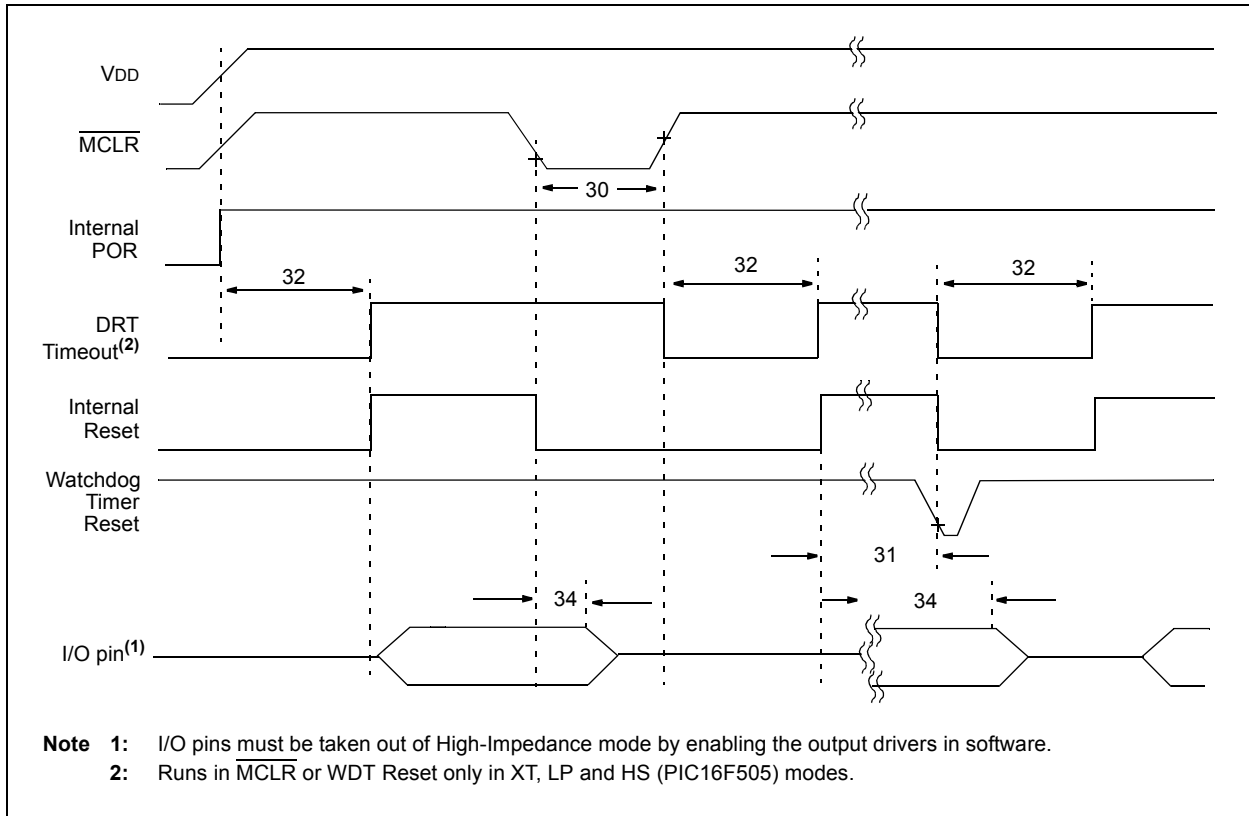 VDD
MCLR
30
Internal
POR
32
32
32
DRT
Timeout(2)
Internal
Reset
Watchdog
Timer
Reset
31
34
34
I/O pin(1)
Note 1: I/O pins must be taken out of High-Impedance mode by enabling the output drivers in software.
2: Runs in MCLR or WDT Reset only in XT, LP and HS (PIC16F505) modes.